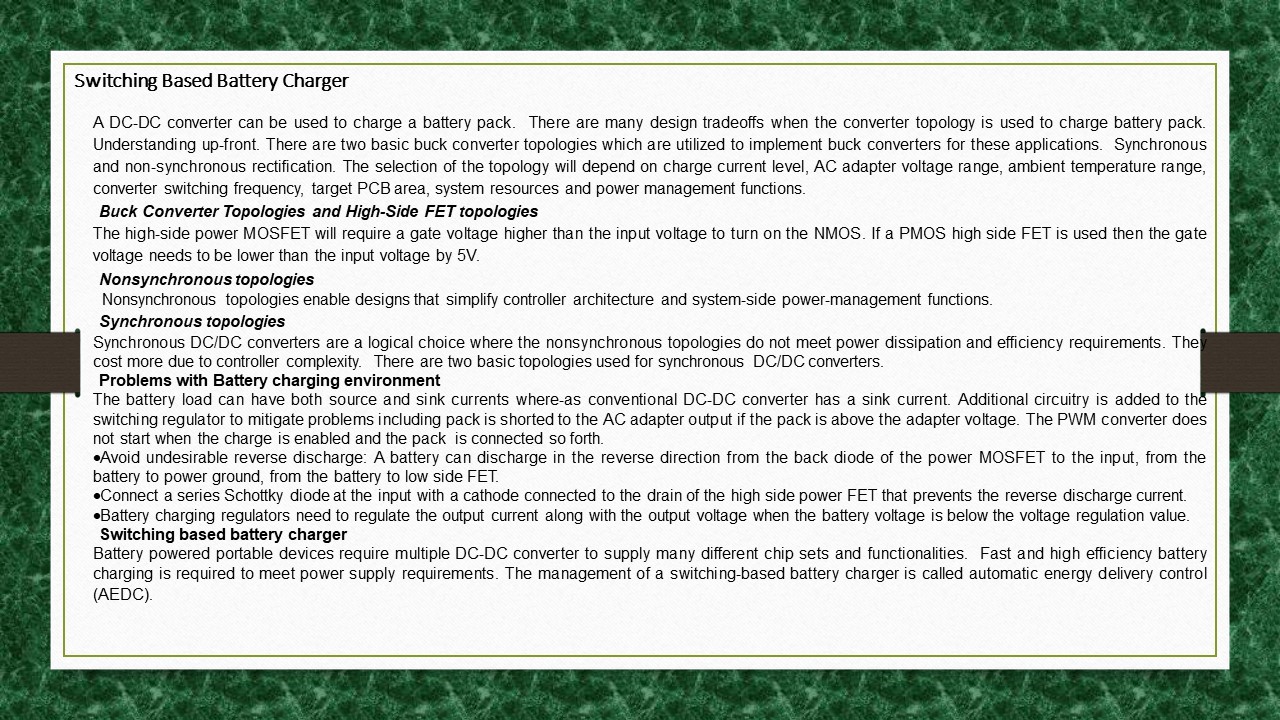 Switching Based Battery Charger
A DC-DC converter can be used to charge a battery pack.  There are many design tradeoffs when the converter topology is used to charge battery pack.
Understanding up-front. There are two basic buck converter topologies which are utilized to implement buck converters for these applications.  Synchronous
and non-synchronous rectification. The selection of the topology will depend on charge current level, AC adapter voltage range, ambient temperature range,
converter switching frequency, target PCB area, system resources and power management functions.
Buck Converter Topologies and High-Side FET topologies
The high-side power MOSFET will require a gate voltage higher than the input voltage to turn on the NMOS. If a PMOS high side FET is used then the gate
voltage needs to be lower than the input voltage by 5V.
Nonsynchronous topologies
Nonsynchronous  topologies enable designs that simplify controller architecture and system-side power-management functions.
Synchronous topologies
Synchronous DC/DC converters are a logical choice where the nonsynchronous topologies do not meet power dissipation and efficiency requirements. They
cost more due to controller complexity.  There are two basic topologies used for synchronous  DC/DC converters.
Problems with Battery charging environment
The battery load can have both source and sink currents where-as conventional DC-DC converter has a sink current. Additional circuitry is added to the
switching regulator to mitigate problems including pack is shorted to the AC adapter output if the pack is above the adapter voltage. The PWM converter does
not start when the charge is enabled and the pack  is connected so forth.
•Avoid undesirable reverse discharge: A battery can discharge in the reverse direction from the back diode of the power MOSFET to the input, from the
battery to power ground, from the battery to low side FET.
•Connect a series Schottky diode at the input with a cathode connected to the drain of the high side power FET that prevents the reverse discharge current.
•Battery charging regulators need to regulate the output current along with the output voltage when the battery voltage is below the voltage regulation value.
Switching based battery charger
Battery powered portable devices require multiple DC-DC converter to supply many different chip sets and functionalities.  Fast and high efficiency battery
charging is required to meet power supply requirements. The management of a switching-based battery charger is called automatic energy delivery control
(AEDC).